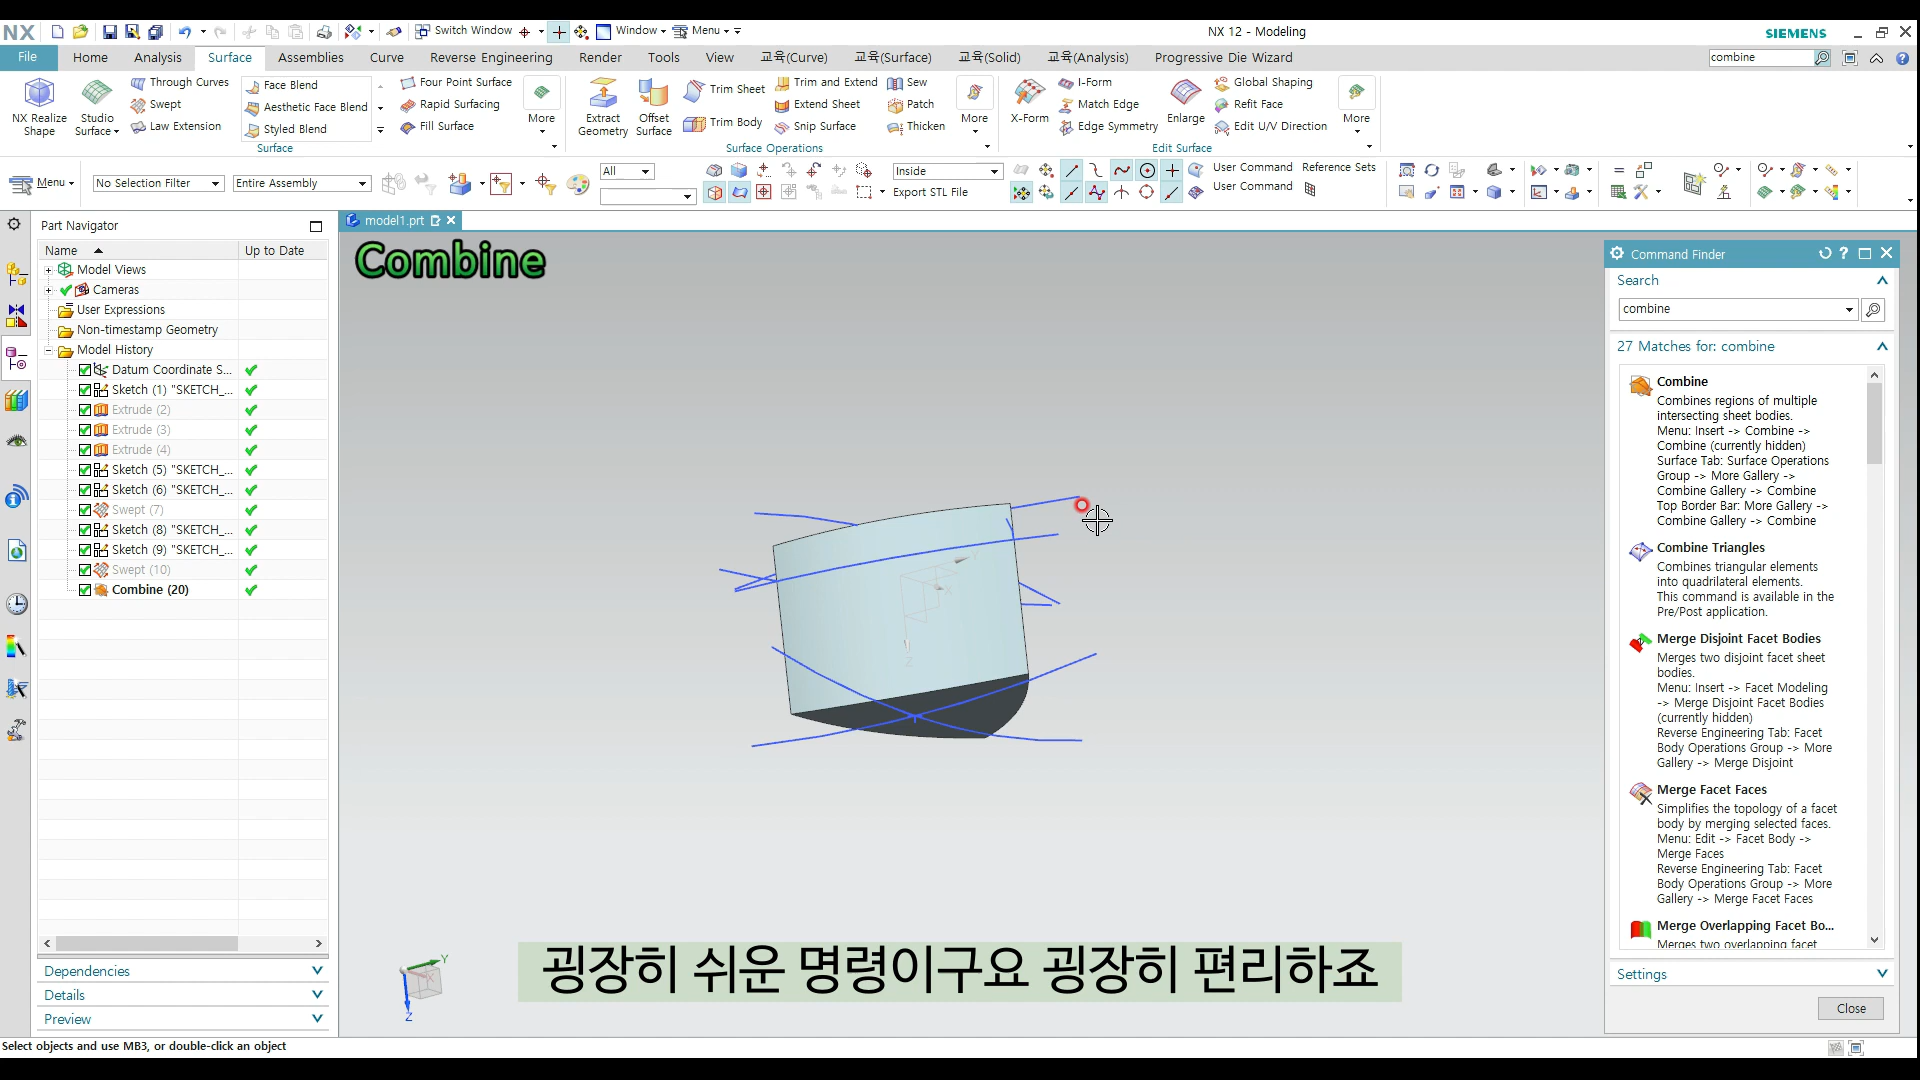 NX
Switch Window
Window
Menu
NX 12 - Modeling
SIEMENS
File
Home
Analysis
Surface
Assemblies
Curve
Reverse Engineering
Render
Tools
View
교육(Curve)
교육(Surface)
교육(Solid)
교육(Analysis)
Progressive Die Wizard
combine
NX Realize
Shape
Studio
Surface
Through Curves
Swept
Law Extension
Face Blend
Aesthetic Face Blend
Styled Blend
Four Point Surface
Rapid Surfacing
Fill Surface
More
Surface
Extract
Geometry
Offset
Surface
Trim Sheet
Trim Body
Trim and Extend
Extend Sheet
Snip Surface
Sew
Patch
Thicken
More
Surface Operations
X-Form
I-Form
Match Edge
Edge Symmetry
Enlarge
Global Shaping
Refit Face
Edit U/V Direction
More
Edit Surface
Menu
No Selection Filter
Entire Assembly
All
Inside
Export STL File
User Command
User Command
Reference Sets
Part Navigator
Name
Up to Date
Model Views
Cameras
User Expressions
Non-timestamp Geometry
Model History
Datum Coordinate S...
Sketch (1) "SKETCH_...
Extrude (2)
Extrude (3)
Extrude (4)
Sketch (5) "SKETCH_...
Sketch (6) "SKETCH_...
Swept (7)
Sketch (8) "SKETCH_...
Sketch (9) "SKETCH_...
Swept (10)
Combine (20)
Dependencies
Details
Preview
model1.prt
Combine
Y
X
Z
Y
X
Z
굉장히 쉬운 명령이구요 굉장히 편리하죠
Command Finder
Search
combine
27 Matches for: combine
Combine
Combines regions of multiple
intersecting sheet bodies.
Menu: Insert -> Combine ->
Combine (currently hidden)
Surface Tab: Surface Operations
Group -> More Gallery ->
Combine Gallery -> Combine
Top Border Bar: More Gallery ->
Combine Gallery -> Combine
Combine Triangles
Combines triangular elements
into quadrilateral elements.
This command is available in the
Pre/Post application.
Merge Disjoint Facet Bodies
Merges two disjoint facet sheet
bodies.
Menu: Insert -> Facet Modeling
-> Merge Disjoint Facet Bodies
(currently hidden)
Reverse Engineering Tab: Facet
Body Operations Group -> More
Gallery -> Merge Disjoint
Merge Facet Faces
Simplifies the topology of a facet
body by merging selected faces.
Menu: Edit -> Facet Body ->
Merge Faces
Reverse Engineering Tab: Facet
Body Operations Group -> More
Gallery -> Merge Facet Faces
Merge Overlapping Facet Bo...
Merges two overlapping facet
Settings
Close
Select objects and use MB3, or double-click an object